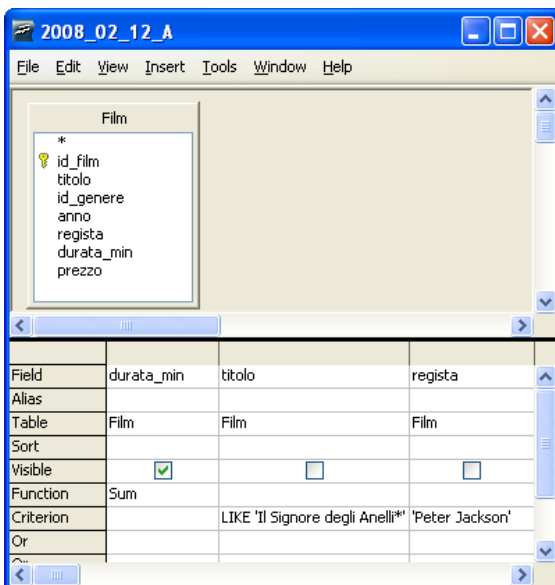 2008_02_12_A
File Edit View Insert Tools Window Help
Film
*
id_film
titolo
id_genere
anno
regista
durata_min
prezzo
Field durata_min titolo regista
Alias
Table Film Film Film
Sort
Visible
Function Sum
Criterion LIKE 'Il Signore degli Anelli*' 'Peter Jackson'
Or